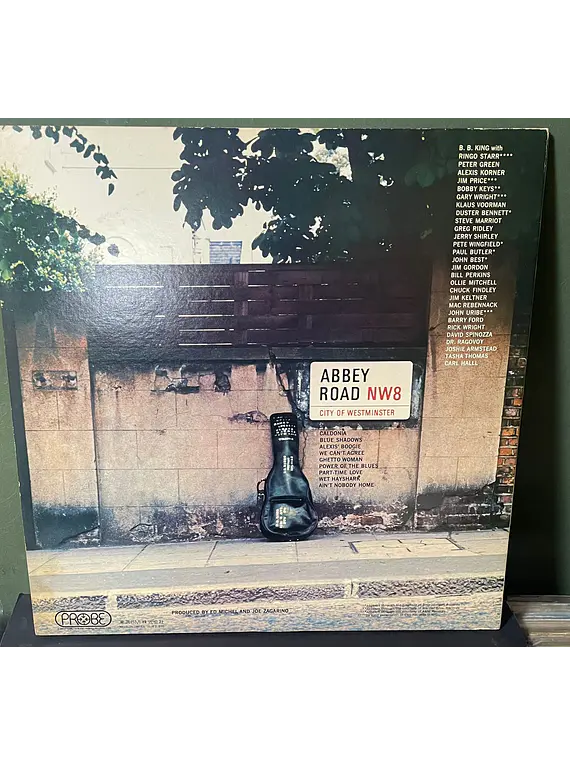 B. B. KING with
RINGO STARR****
PETER GREEN
ALEXIS KORNER
JIM PRICE***
BOBBY KEYS**
GARY WRIGHT***
KLAUS VOORMAN
DUSTER BENNETT*
STEVE MARRIOT
GREG RIDLEY
JERRY SHIRLEY
PETE WINGFIELD*
PAUL BUTLER*
JOHN BEST*
JIM GORDON
BILL PERKINS
OLLIE MITCHELL
CHUCK FINDLEY
JIM KELTNER
MAC REBENNACK
JOHN URIBE***
BARRY FORD
RICK WRIGHT
DAVID SPINOZZA
DR. RAGOVOY
JOSHIE ARMSTEAD
TASHA THOMAS
CARL HALLL
ABBEY
ROAD NW8
CITY OF WESTMINSTER
CALDONIA
BLUE SHADOWS
ALEXIS' BOOGIE
WE CAN'T AGREE
GHETTO WOMAN
POWER OF THE BLUES
PART-TIME LOVE
WET HAYSHARK
AIN'T NOBODY HOME
PRODUCED BY ED MICHEL AND JOE ZAGARINO
PROBE